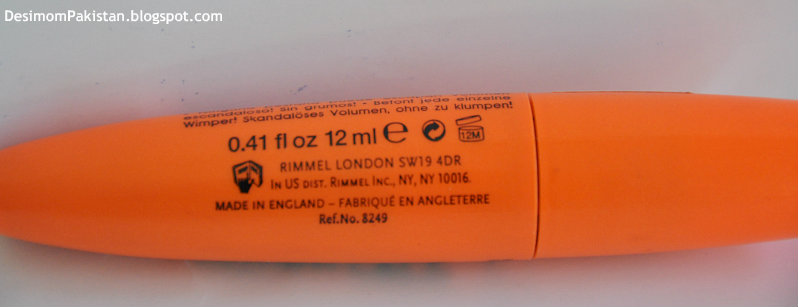 DesimomPakistan.blogspot.com
escandaloso! Sin grumos! - Betont jede einzelne
Wimper! Skandalöses Volumen, ohne zu klumpen!
0.41 fl oz 12 ml e
12M
RIMMEL LONDON SW19 4DR
IN US DIST. RIMMEL INC., NY, NY 10016.
MADE IN ENGLAND – FABRIQUÉ EN ANGLETERRE
Ref.No. 8249